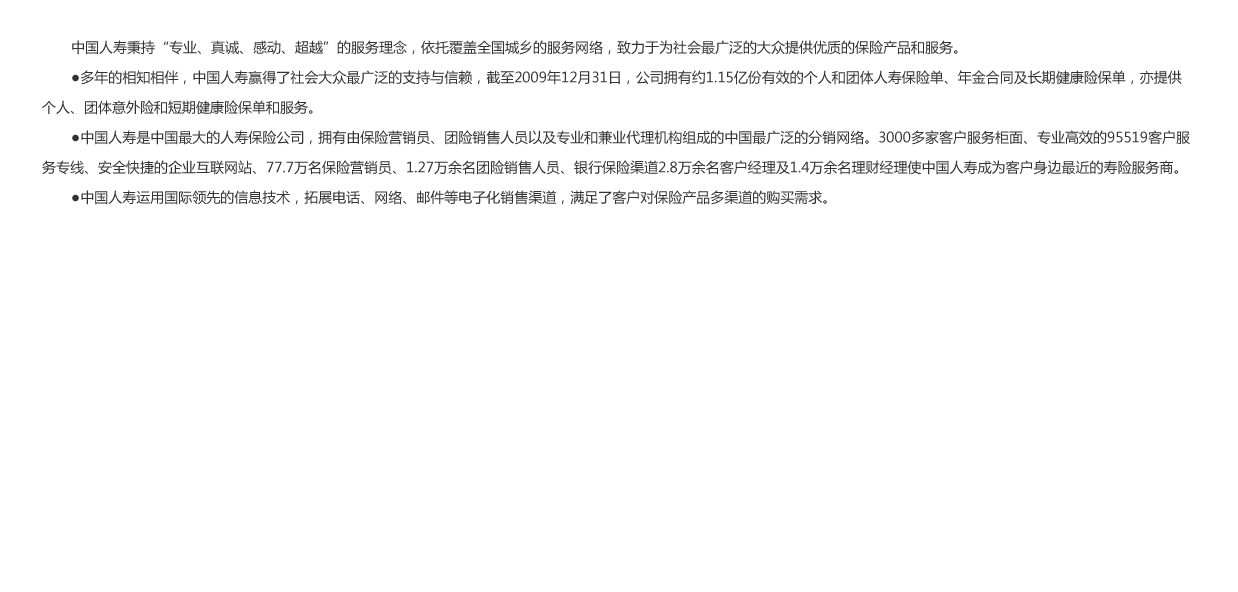 中国人寿秉持“专业、真诚、感动、超越”的服务理念，依托覆盖全国城乡的服务网络，致力于为社会最广泛的大众提供优质的保险产品和服务。
●多年的相知相伴，中国人寿赢得了社会大众最广泛的支持与信赖，截至2009年12月31日，公司拥有约1.15亿份有效的个人和团体人寿保险单、年金合同及长期健康险保单，亦提供
个人、团体意外险和短期健康险保单和服务。
●中国人寿是中国最大的人寿保险公司，拥有由保险营销员、团险销售人员以及专业和兼业代理机构组成的中国最广泛的分销网络。3000多家客户服务柜面、专业高效的95519客户服
务专线、安全快捷的企业互联网站、77.7万名保险营销员、1.27万余名团险销售人员、银行保险渠道2.8万余名客户经理及1.4万余名理财经理使中国人寿成为客户身边最近的寿险服务商。
●中国人寿运用国际领先的信息技术，拓展电话、网络、邮件等电子化销售渠道，满足了客户对保险产品多渠道的购买需求。